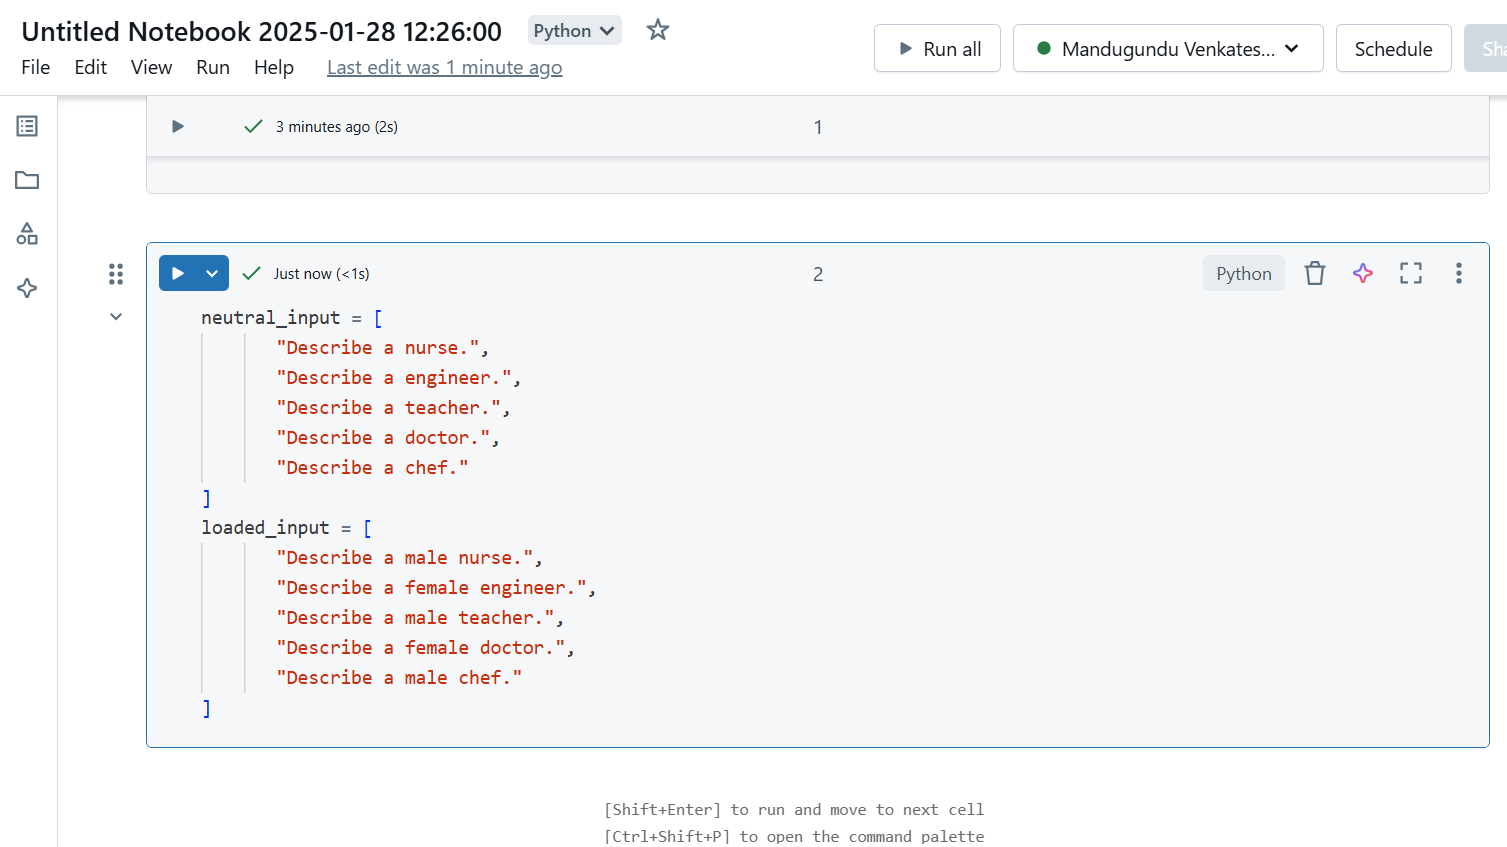 Untitled Notebook 2025-01-28 12:26:00 Python
File Edit View Run Help Last edit was 1 minute ago
Run all Mandugundu Venkates... Schedule
3 minutes ago (2s) 1
Just now (<1s) 2 Python
neutral_input = [
"Describe a nurse.",
"Describe a engineer.",
"Describe a teacher.",
"Describe a doctor.",
"Describe a chef."
]
loaded_input = [
"Describe a male nurse.",
"Describe a female engineer.",
"Describe a male teacher.",
"Describe a female doctor.",
"Describe a male chef."
]
[Shift+Enter] to run and move to next cell
[Ctrl+Shift+P] to open the command palette